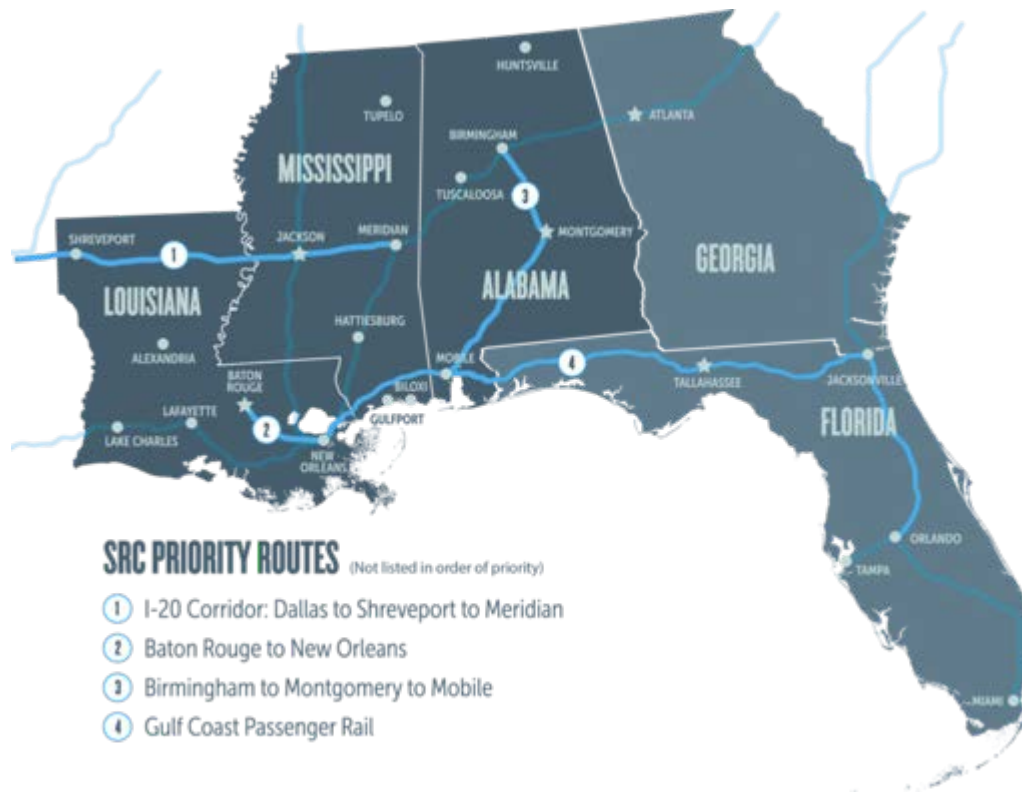 HUNTSVILLE
TUPELO
ATLANTA
BIRMINGHAM
MISSISSIPPI
TUSCALOOSA
3
SHREVEPORT
JACKSON
MERIDIAN
MONTGOMERY
1
GEORGIA
LOUISIANA
ALABAMA
HATTIESBURG
ALEXANDRIA
MOBILE
4
BATON
ROUGE
BILOXI
TALLAHASSEE
JACKSONVILLE
LAFAYETTE
GULFPORT
FLORIDA
LAKE CHARLES
2
NEW
ORLEANS
ORLANDO
TAMPA
MIAMI
SRC PRIORITY ROUTES (Not listed in order of priority)
1 I-20 Corridor: Dallas to Shreveport to Meridian
2 Baton Rouge to New Orleans
3 Birmingham to Montgomery to Mobile
4 Gulf Coast Passenger Rail